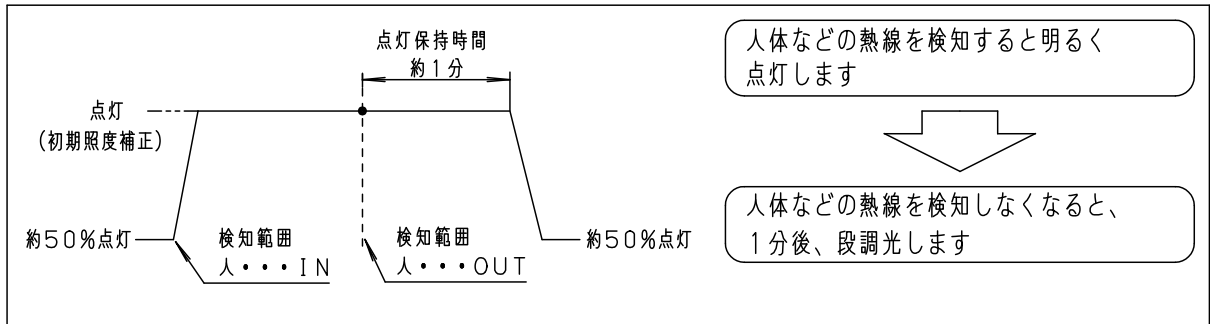 点灯保持時間
約1分
点灯
(初期照度補正)
約50%点灯
検知範囲
人・・・IN
検知範囲
人・・・OUT
約50%点灯
人体などの熱線を検知すると明るく
点灯します
人体などの熱線を検知しなくなると、
1分後、段調光します